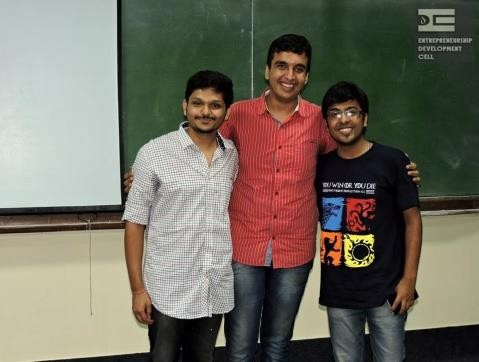 ENTREPRENEURSHIP
DEVELOPMENT
CELL
YOU WIN OR YOU DIE